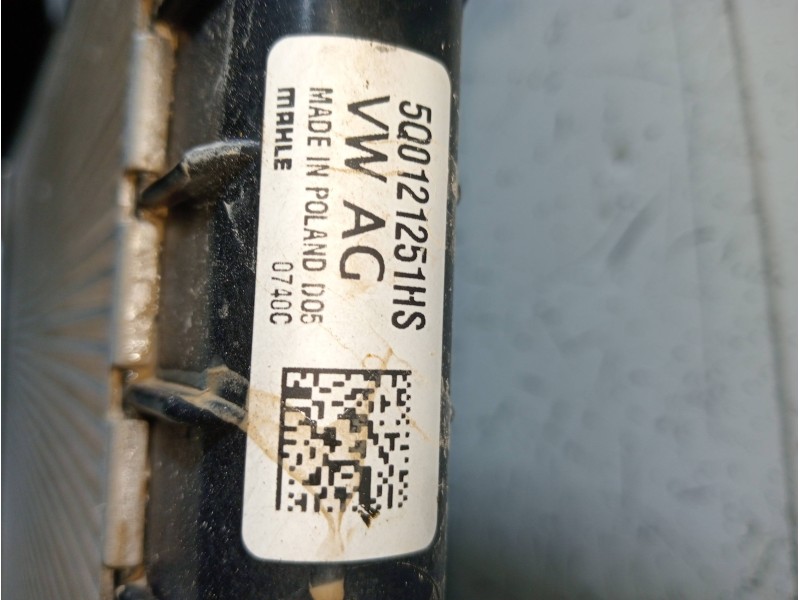 5Q0121251HS
VW AG
MADE IN POLAND D05
MAHLE 0740C